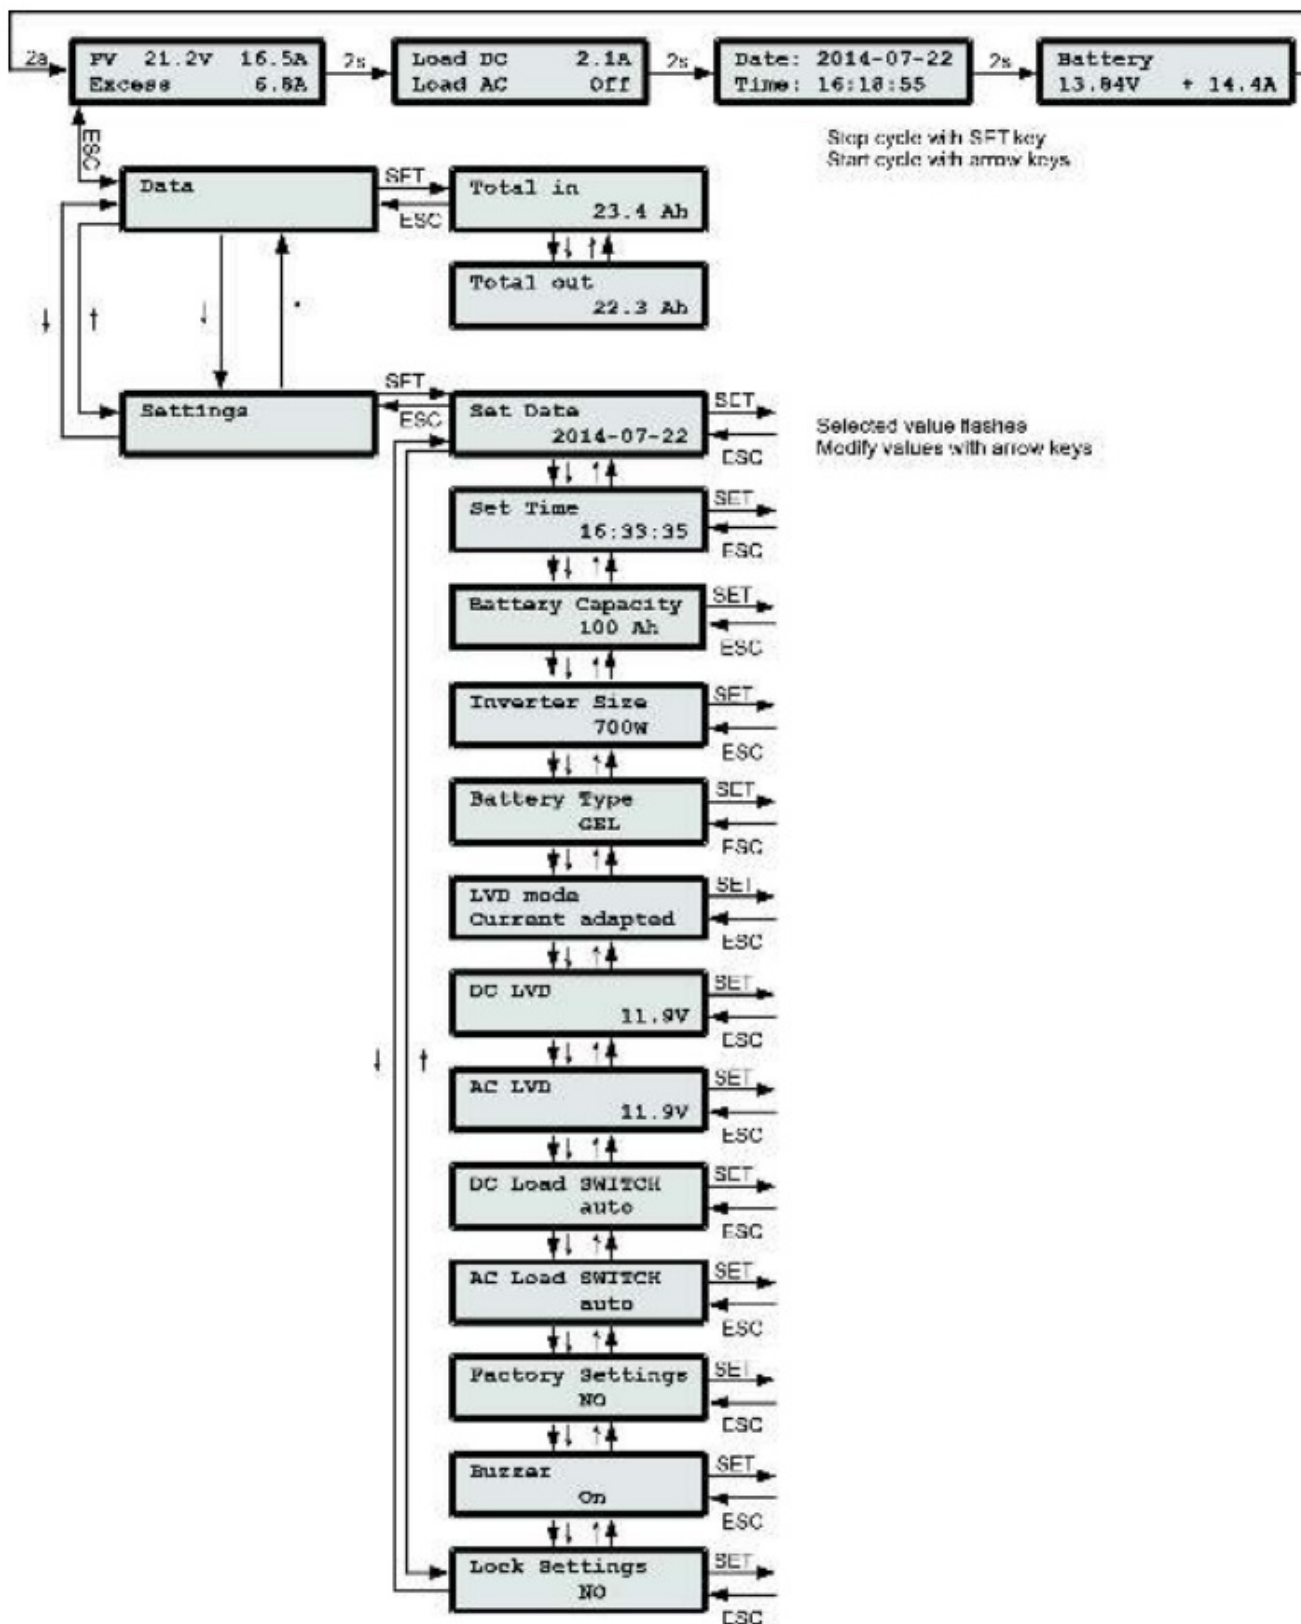 2s PV 21.2V 16.5A 2s Load DC 2.1A 2s Date: 2014-07-22 2s Battery
Excess 6.8A Load AC Off Time: 16:18:55 13.84V + 14.4A
Stop cycle with SET key
Start cycle with arrow keys
ESC
Data SET Total in
ESC 23.4 Ah
↓ ↑
Total out
22.3 Ah
↓ ↑ ↓
Settings SET Set Date SET
ESC 2014-07-22 ESC
Selected value flashes
Modify values with arrow keys
↓ ↑
Set Time SET
16:33:35 ESC
↓ ↑
Battery Capacity SET
100 Ah ESC
↓ ↑
Inverter Size SET
700W ESC
↓ ↑
Battery Type SET
GEL ESC
↓ ↑
LVD mode SET
Current adapted ESC
↓ ↑
DC LVD SET
11.9V ESC
↓ ↑
↓ ↑
AC LVD SET
11.9V ESC
↓ ↑
DC Load SWITCH SET
auto ESC
↓ ↑
AC Load SWITCH SET
auto ESC
↓ ↑
Factory Settings SET
NO ESC
↓ ↑
Buzzer SET
On ESC
↓ ↑
Lock Settings SET
NO ESC